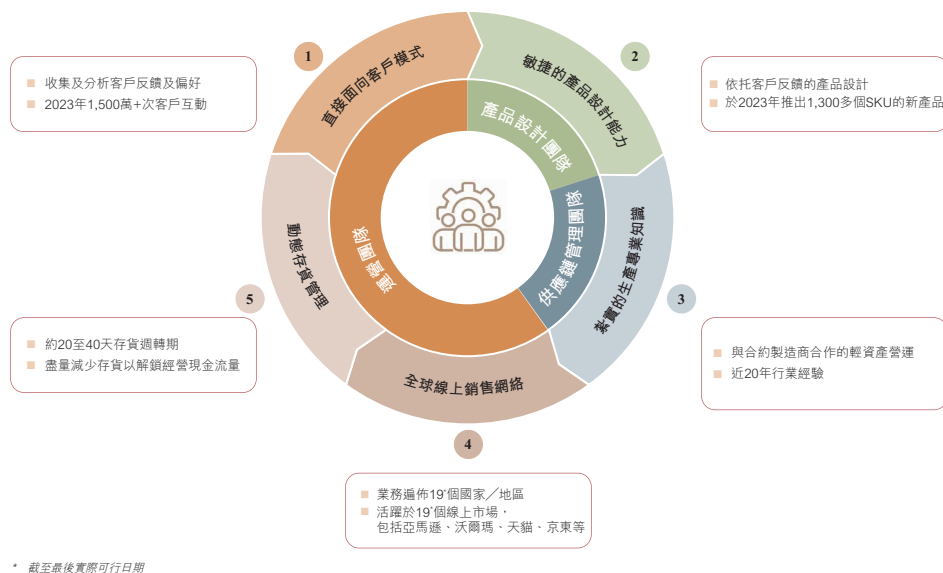 1
直接面向客戶模式
收集及分析客戶反饋及偏好
2023年1,500萬+次客戶互動
2
敏捷的產品設計能力
依托客戶反饋的產品設計
於2023年推出1,300多個SKU的新產品
產品設計團隊
供應鏈管理團隊
運營團隊
3
紮實的生產專業知識
與合約製造商合作的輕資產營運
近20年行業經驗
5
動態存貨管理
約20至40天存貨週轉期
盡量減少存貨以解鎖經營現金流量
全球線上銷售網絡
4
業務遍佈19*個國家／地區
活躍於19*個線上市場，
包括亞馬遜、沃爾瑪、天貓、京東等
* 截至最後實際可行日期